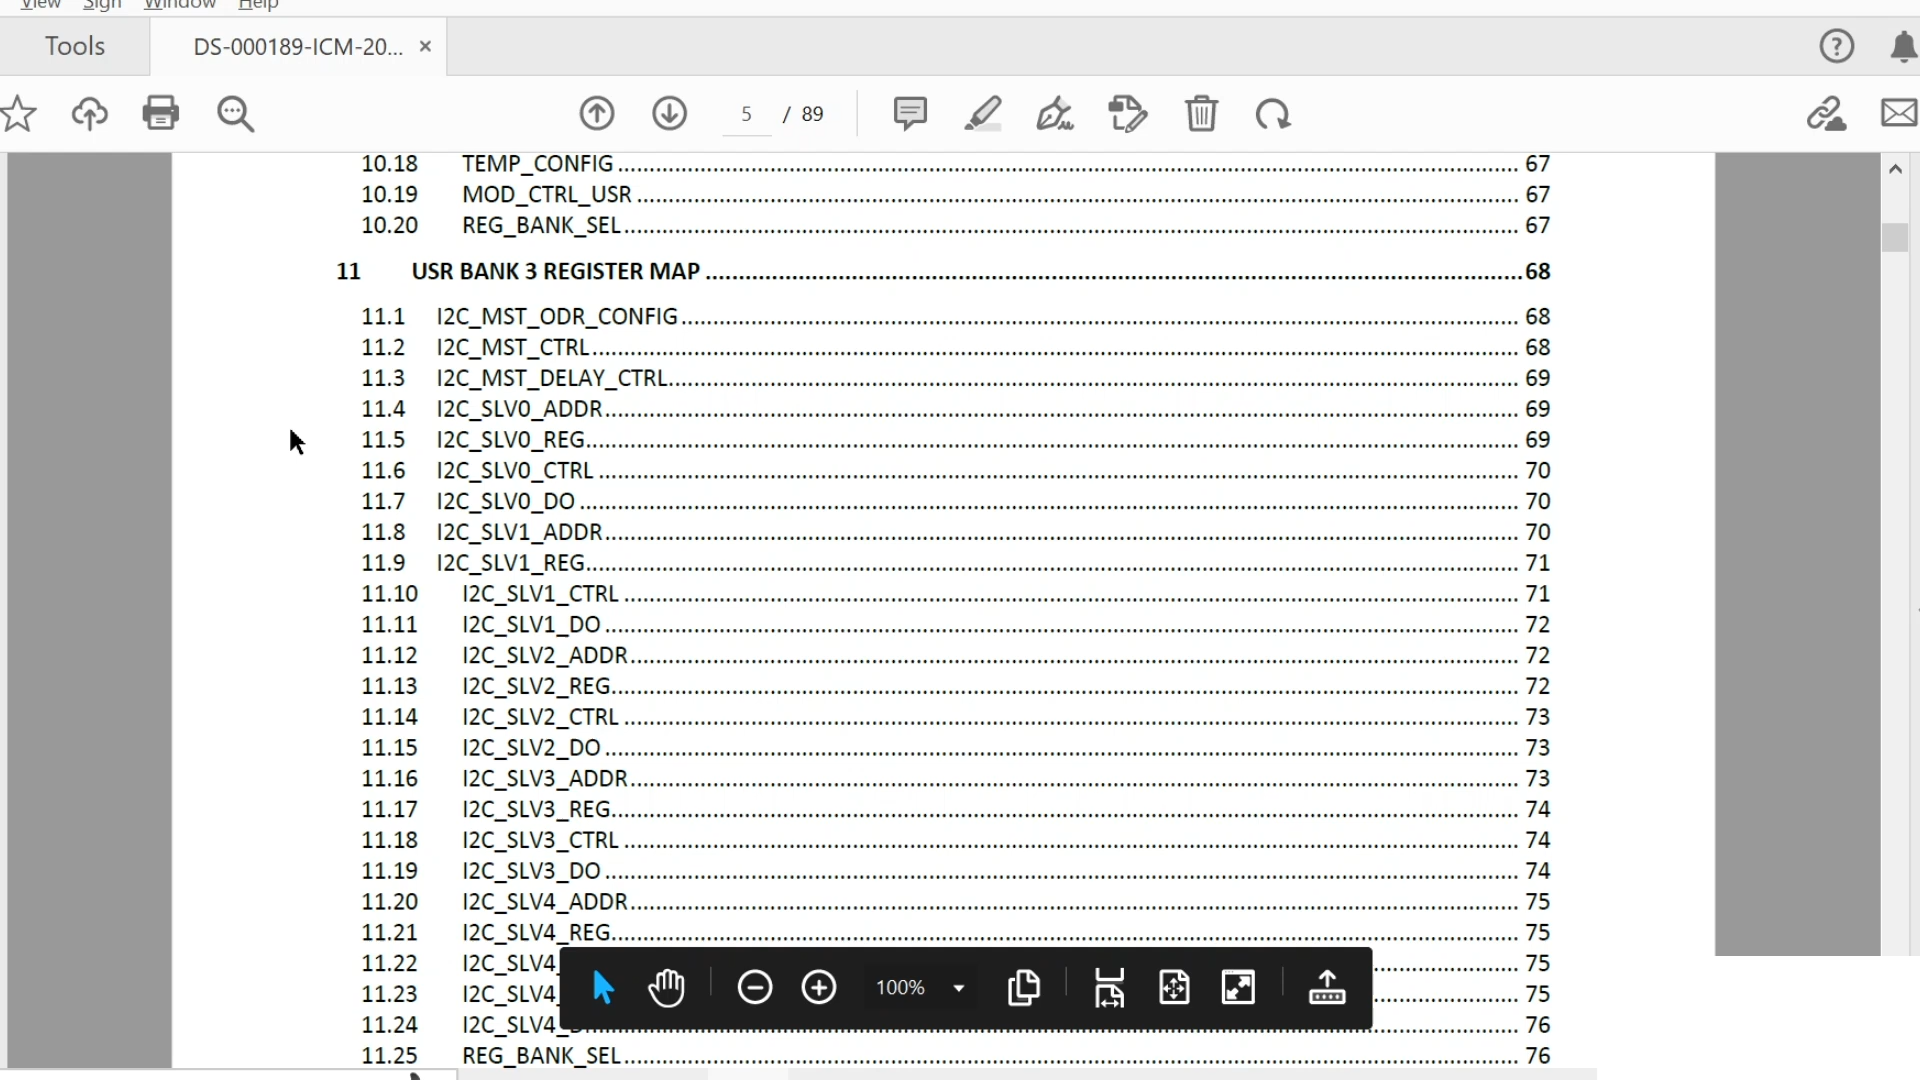 View Sign Window Help
Tools DS-000189-ICM-20... ×
5 / 89
10.18 TEMP_CONFIG 67
10.19 MOD_CTRL_USR 67
10.20 REG_BANK_SEL 67
11 USR BANK 3 REGISTER MAP 68
11.1 I2C_MST_ODR_CONFIG 68
11.2 I2C_MST_CTRL 68
11.3 I2C_MST_DELAY_CTRL 69
11.4 I2C_SLV0_ADDR 69
11.5 I2C_SLV0_REG 69
11.6 I2C_SLV0_CTRL 70
11.7 I2C_SLV0_DO 70
11.8 I2C_SLV1_ADDR 70
11.9 I2C_SLV1_REG 71
11.10 I2C_SLV1_CTRL 71
11.11 I2C_SLV1_DO 72
11.12 I2C_SLV2_ADDR 72
11.13 I2C_SLV2_REG 72
11.14 I2C_SLV2_CTRL 73
11.15 I2C_SLV2_DO 73
11.16 I2C_SLV3_ADDR 73
11.17 I2C_SLV3_REG 74
11.18 I2C_SLV3_CTRL 74
11.19 I2C_SLV3_DO 74
11.20 I2C_SLV4_ADDR 75
11.21 I2C_SLV4_REG 75
11.22 I2C_SLV4_ 75
11.23 I2C_SLV4_ 75
100%
11.24 I2C_SLV4_ 76
11.25 REG_BANK_SEL 76